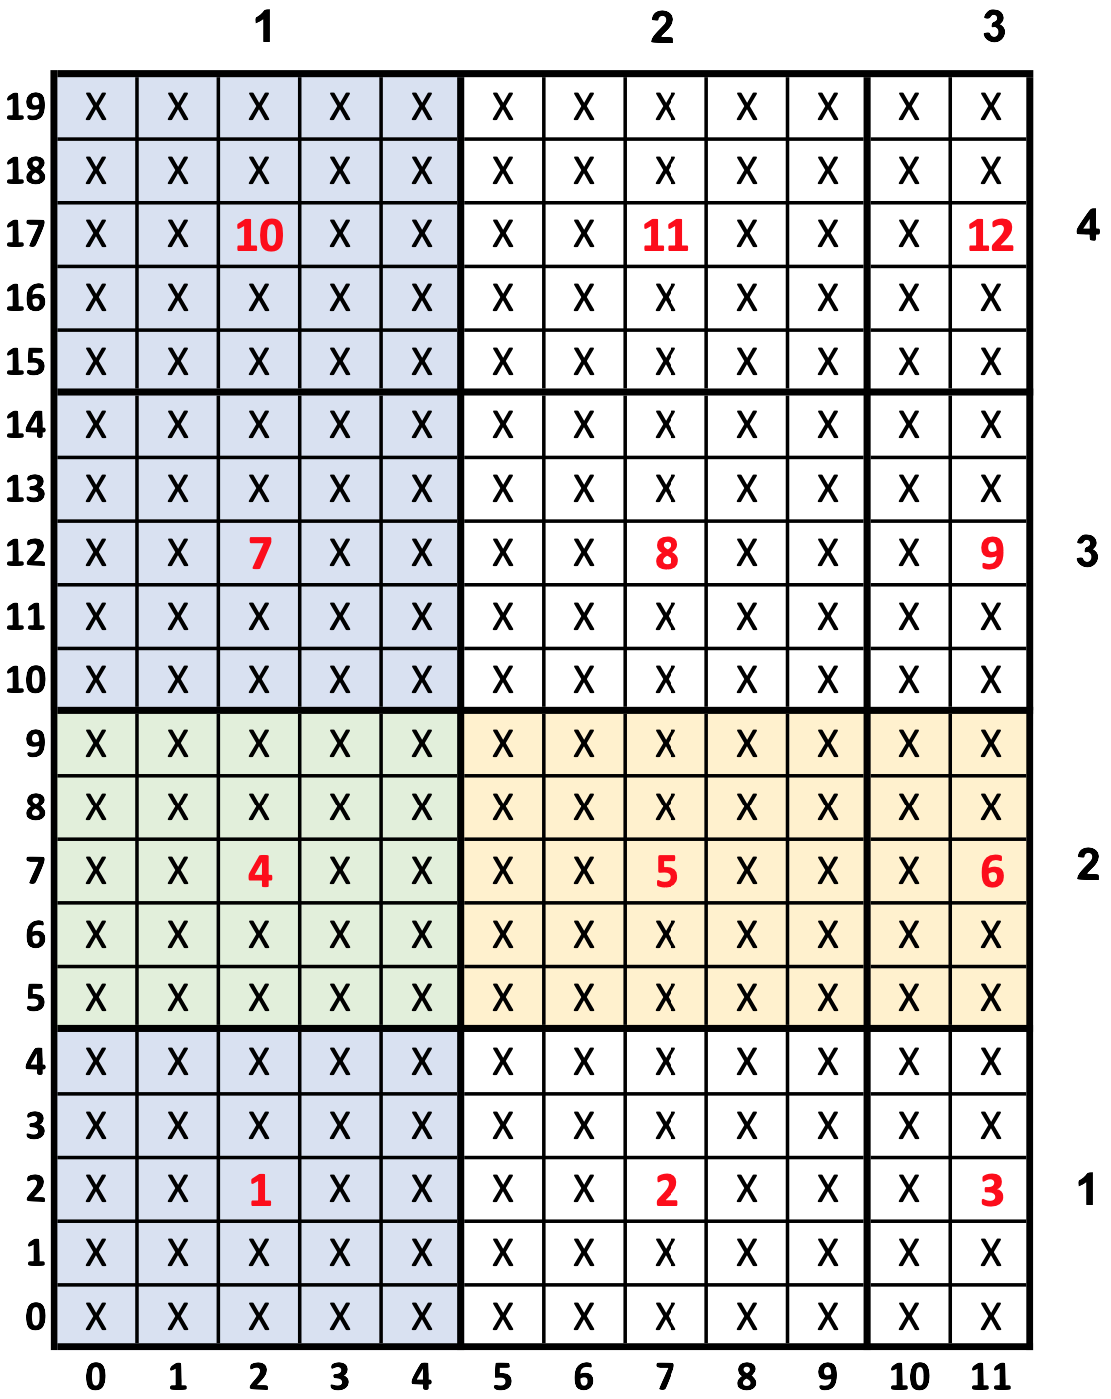 1 2 3
19 X X X X X X X X X X X X
18 X X X X X X X X X X X X
17 X X 10 X X X X 11 X X X 12 4
16 X X X X X X X X X X X X
15 X X X X X X X X X X X X
14 X X X X X X X X X X X X
13 X X X X X X X X X X X X
12 X X 7 X X X X 8 X X X 9 3
11 X X X X X X X X X X X X
10 X X X X X X X X X X X X
9 X X X X X X X X X X X X
8 X X X X X X X X X X X X
7 X X 4 X X X X 5 X X X 6 2
6 X X X X X X X X X X X X
5 X X X X X X X X X X X X
4 X X X X X X X X X X X X
3 X X X X X X X X X X X X
2 X X 1 X X X X 2 X X X 3 1
1 X X X X X X X X X X X X
0 X X X X X X X X X X X X
0 1 2 3 4 5 6 7 8 9 10 11